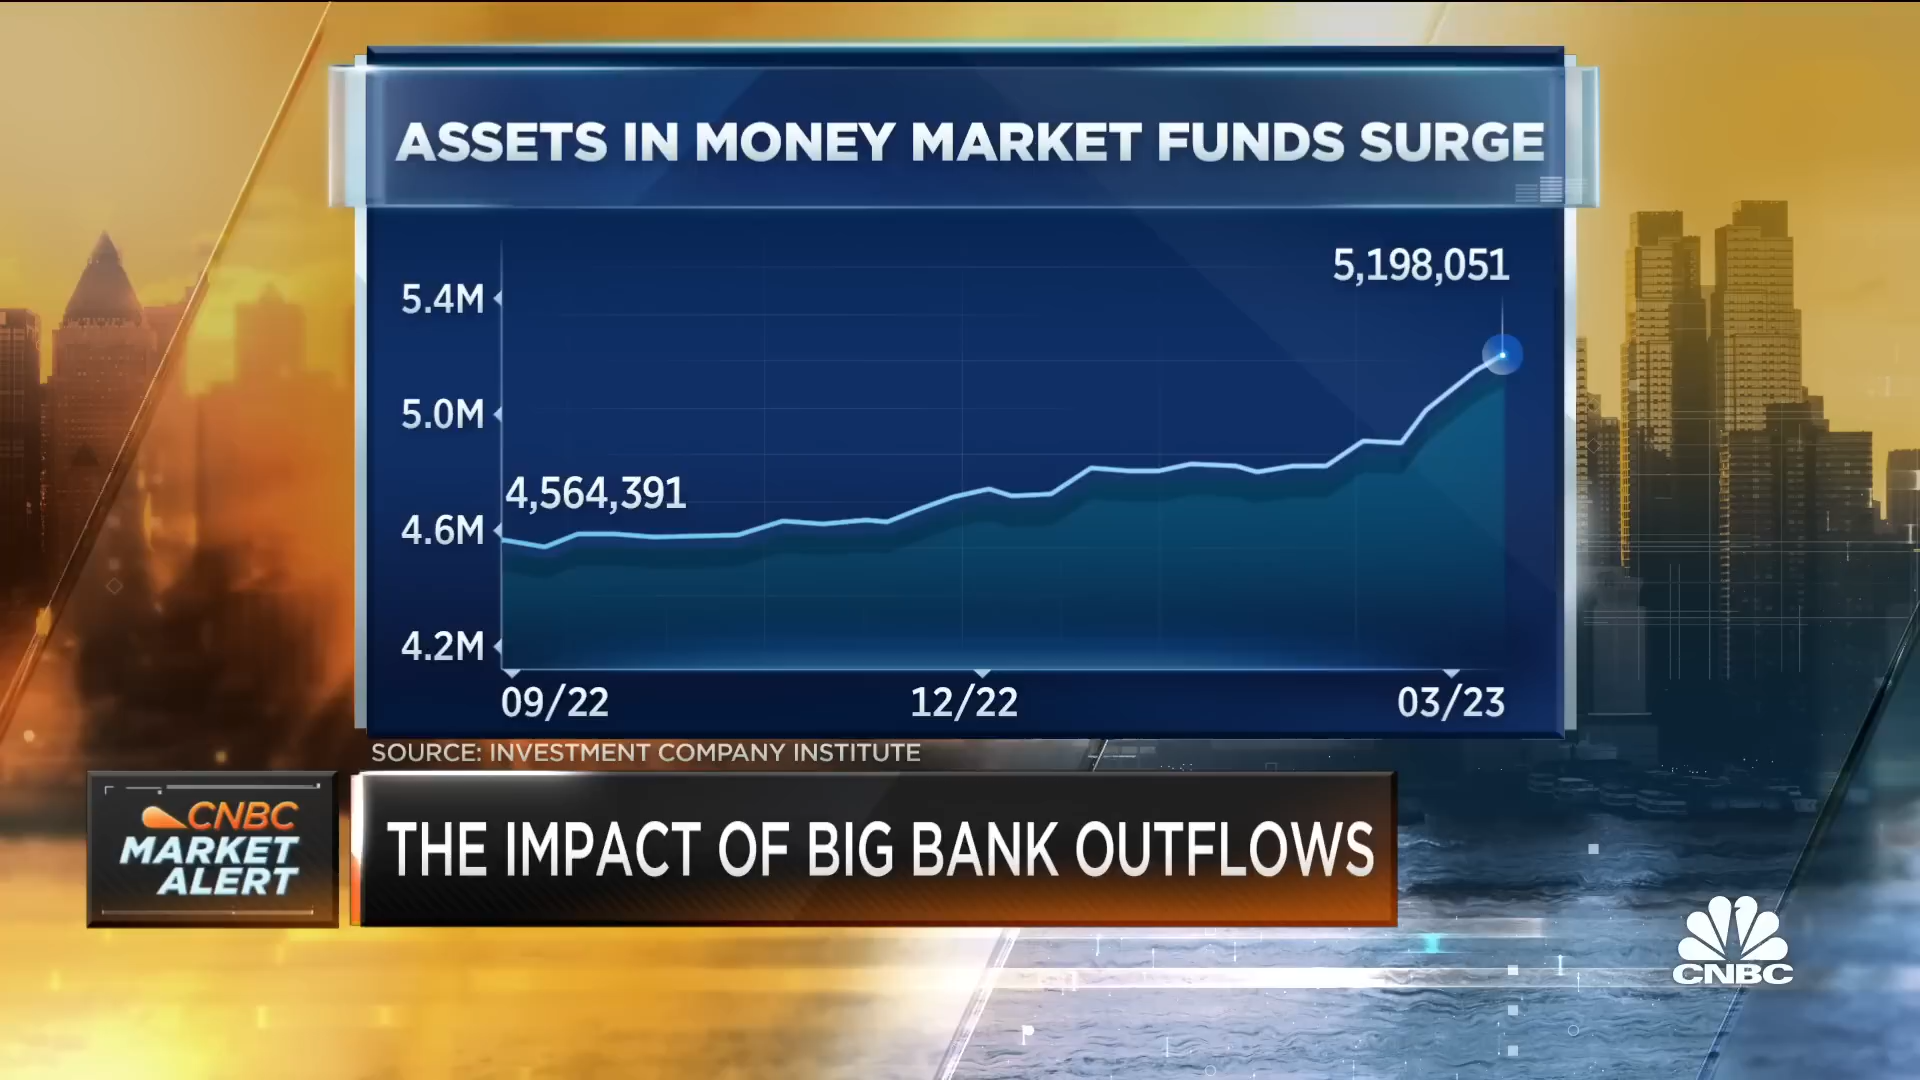 ASSETS IN MONEY MARKET FUNDS SURGE
5,198,051
5.4M
5.0M
4,564,391
4.6M
4.2M
09/22 12/22 03/23
SOURCE: INVESTMENT COMPANY INSTITUTE
CNBC
MARKET
ALERT
THE IMPACT OF BIG BANK OUTFLOWS
CNBC